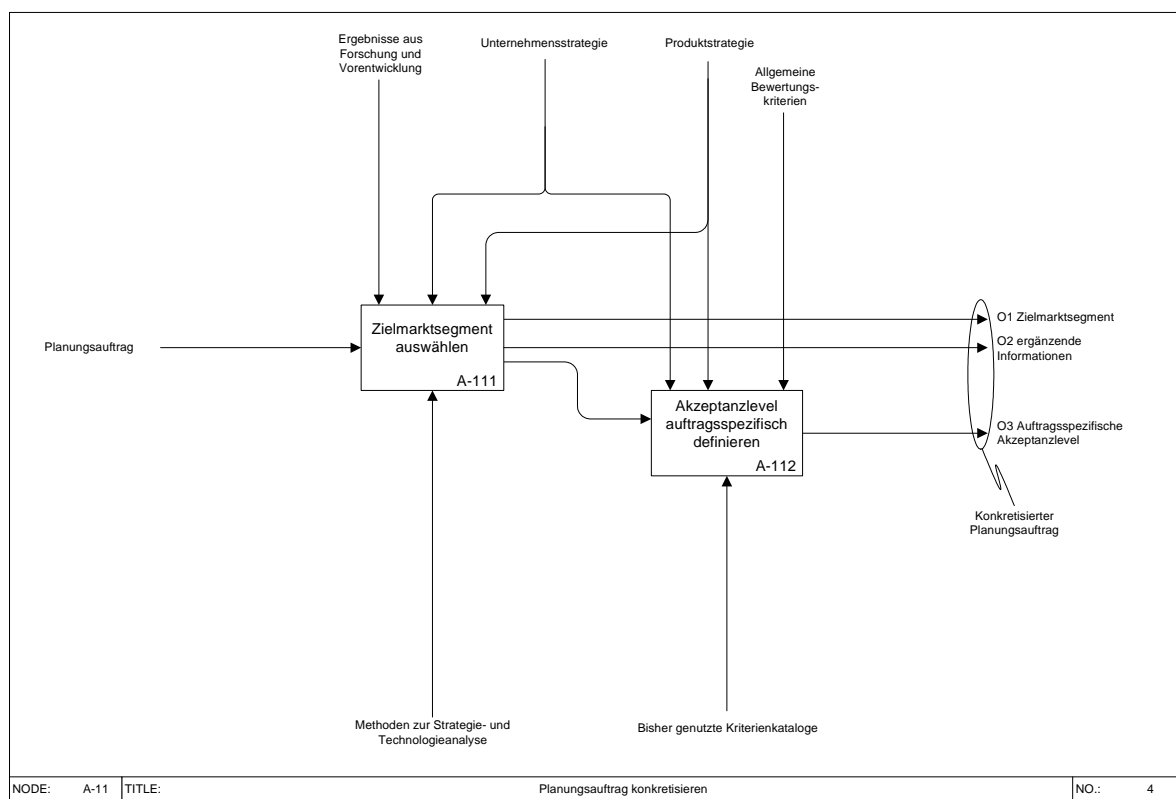 Ergebnisse aus
Forschung und
Vorentwicklung
Unternehmensstrategie
Produktstrategie
Allgemeine
Bewertungs-
kriterien
Planungsauftrag
Zielmarktsegment
auswählen
A-111
Akzeptanzlevel
auftragsspezifisch
definieren
A-112
O1 Zielmarktsegment
O2 ergänzende
Informationen
O3 Auftragsspezifische
Akzeptanzlevel
Konkretisierter
Planungsauftrag
Methoden zur Strategie- und
Technologieanalyse
Bisher genutzte Kriterienkataloge
NODE: A-11 TITLE: Planungsauftrag konkretisieren NO.: 4